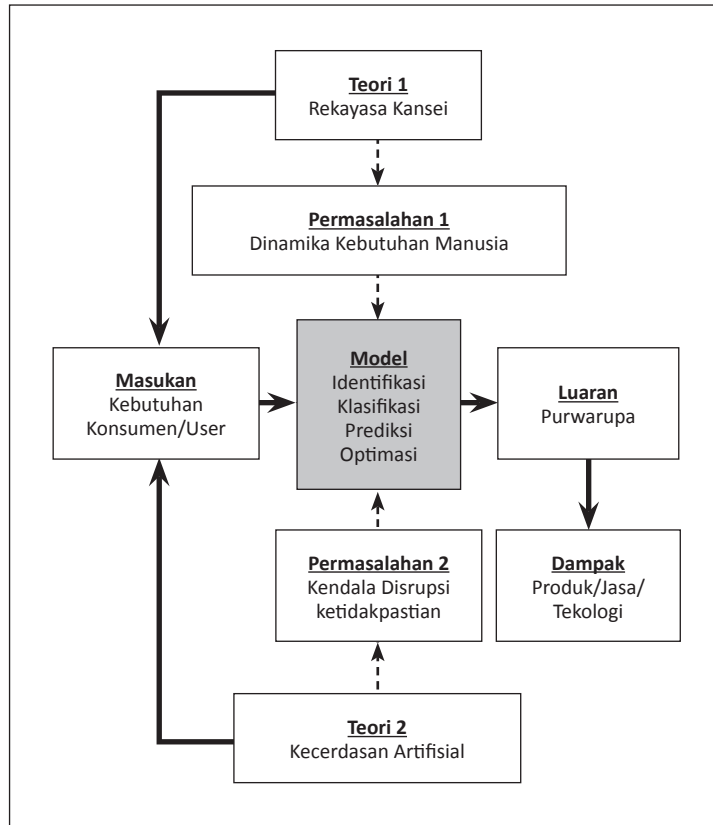 Teori 1
Rekayasa Kansei
Permasalahan 1
Dinamika Kebutuhan Manusia
Masukan
Kebutuhan
Konsumen/User
Model
Identifikasi
Klasifikasi
Prediksi
Optimasi
Luaran
Purwarupa
Permasalahan 2
Kendala Disrupsi
ketidakpastian
Dampak
Produk/Jasa/
Tekologi
Teori 2
Kecerdasan Artifisial